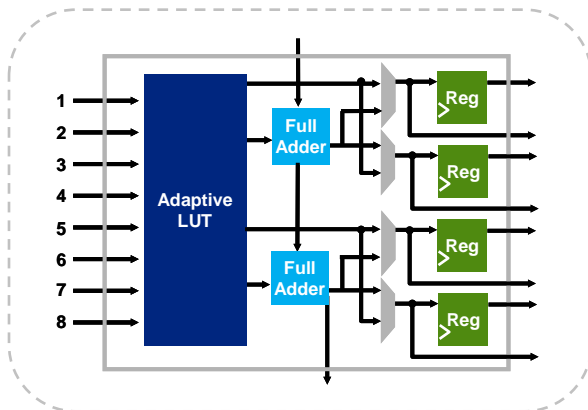 1
2
3
4
5
6
7
8
Adaptive
LUT
Full
Adder
Full
Adder
Reg
Reg
Reg
Reg